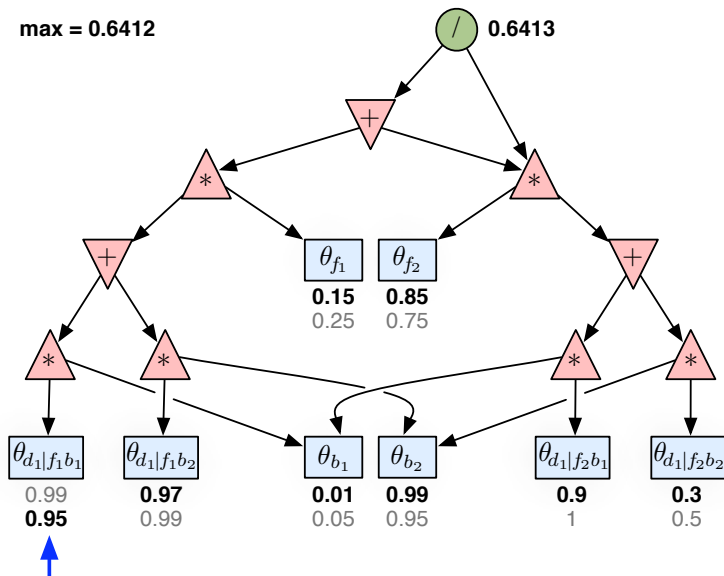 max = 0.6412
/ 0.6413
+
* *
+ θf₁ θf₂ +
0.15 0.85
0.25 0.75
* * * *
θd₁|f₁b₁ θd₁|f₁b₂ θb₁ θb₂ θd₁|f₂b₁ θd₁|f₂b₂
0.99 0.97 0.01 0.99 0.9 0.3
0.95 0.99 0.05 0.95 1 0.5